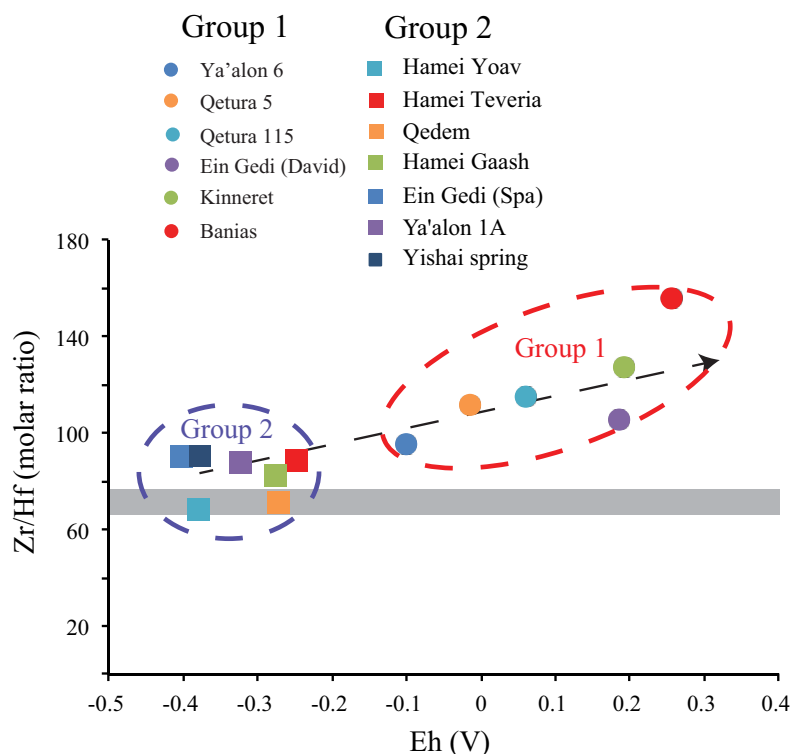 Group 1
Ya'alon 6
Qetura 5
Qetura 115
Ein Gedi (David)
Kinneret
Banias
Group 2
Hamei Yoav
Hamei Teveria
Qedem
Hamei Gaash
Ein Gedi (Spa)
Ya'alon 1A
Yishai spring
Zr/Hf (molar ratio)
180
140
100
60
20
Group 1
Group 2
-0.5 -0.4 -0.3 -0.2 -0.1 0 0.1 0.2 0.3 0.4
Eh (V)